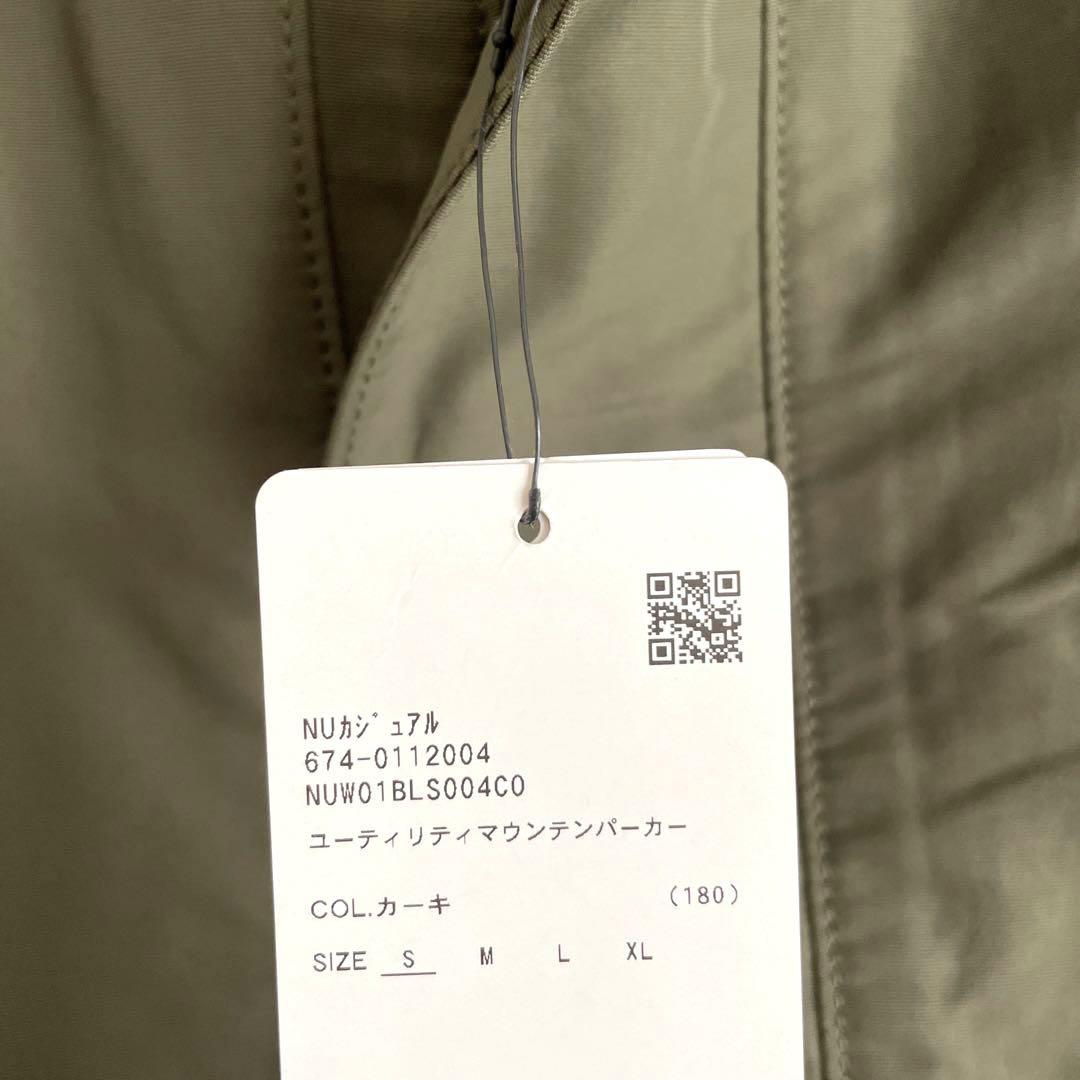 NUｶｼﾞｭｱﾙ
674-0112004
NUW01BLS004CO
ユーティリティマウンテンパーカー
COL.カーキ (180)
SIZE S M L XL